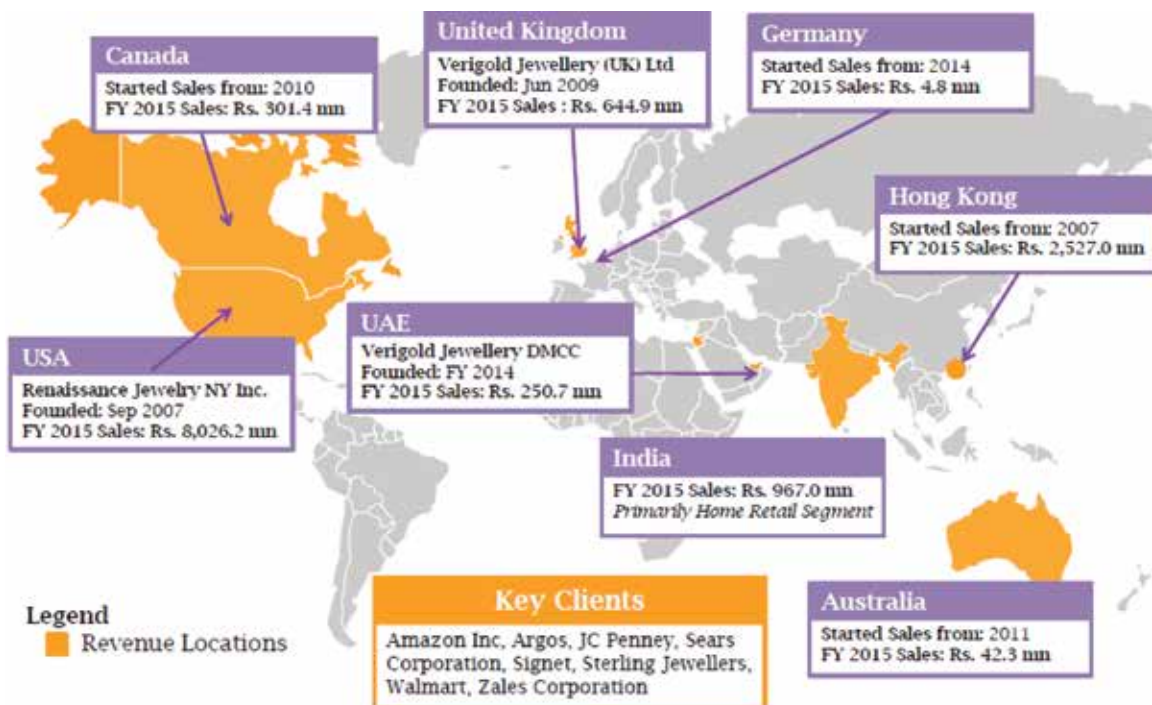 Canada
Started Sales from: 2010
FY 2015 Sales: Rs. 301.4 mn
United Kingdom
Verigold Jewellery (UK) Ltd
Founded: Jun 2009
FY 2015 Sales : Rs. 644.9 mn
Germany
Started Sales from: 2014
FY 2015 Sales: Rs. 4.8 mn
Hong Kong
Started Sales from: 2007
FY 2015 Sales: Rs. 2,527.0 mn
USA
Renaissance Jewelry NY Inc.
Founded: Sep 2007
FY 2015 Sales: Rs. 8,026.2 mn
UAE
Verigold Jewellery DMCC
Founded: FY 2014
FY 2015 Sales: Rs. 250.7 mn
India
FY 2015 Sales: Rs. 967.0 mn
Primarily Home Retail Segment
Australia
Started Sales from: 2011
FY 2015 Sales: Rs. 42.3 mn
Legend
Revenue Locations
Key Clients
Amazon Inc, Argos, JC Penney, Sears
Corporation, Signet, Sterling Jewellers,
Walmart, Zales Corporation